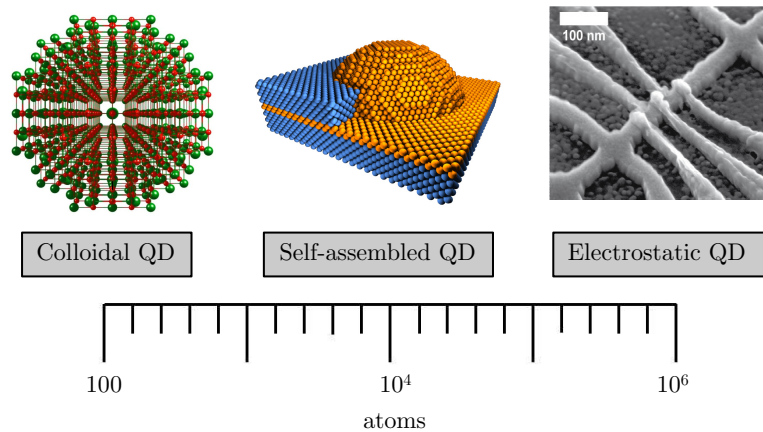 100 nm
Colloidal QD
Self-assembled QD
Electrostatic QD
100
10⁴
10⁶
atoms